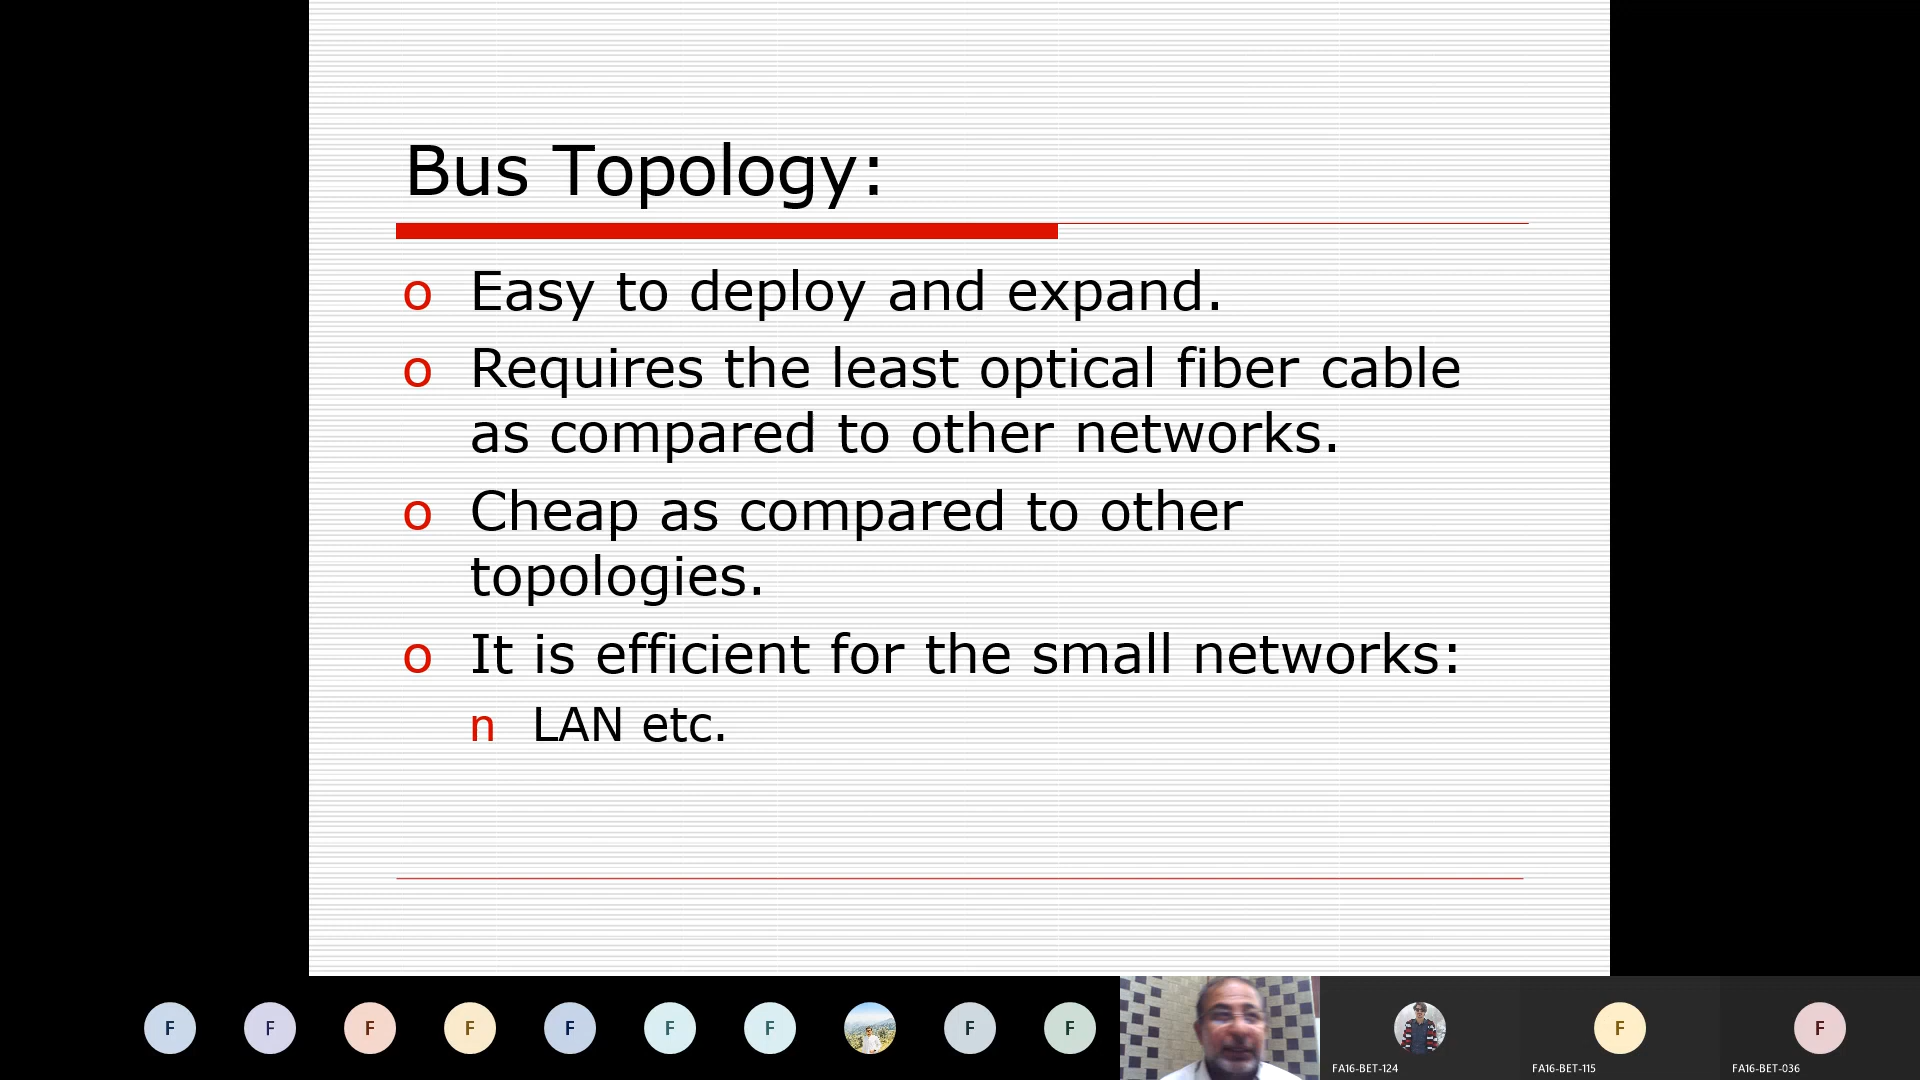 Bus Topology:
o Easy to deploy and expand.
o Requires the least optical fiber cable
as compared to other networks.
o Cheap as compared to other
topologies.
o It is efficient for the small networks:
n LAN etc.
F F F F F F F F F F F
FA16-BET-124 FA16-BET-115 FA16-BET-036